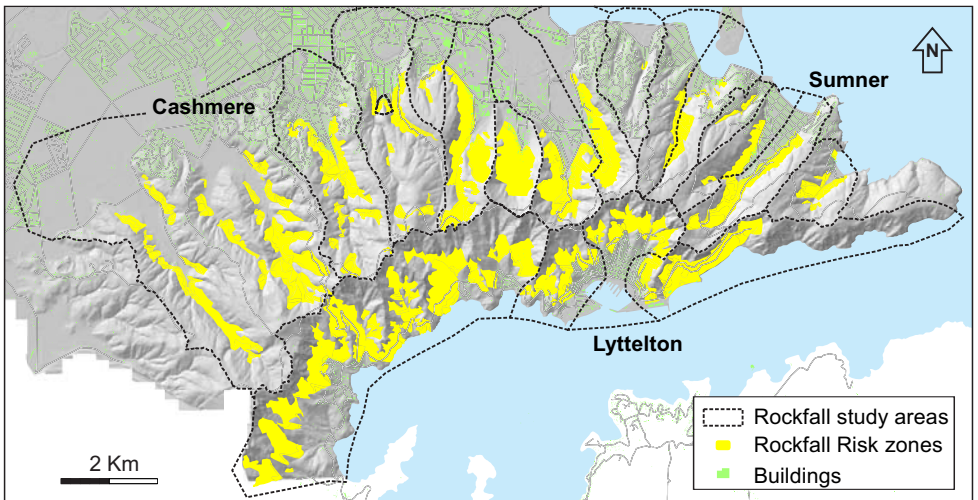 N
Sumner
Cashmere
Lyttelton
Rockfall study areas
Rockfall Risk zones
Buildings
2 Km